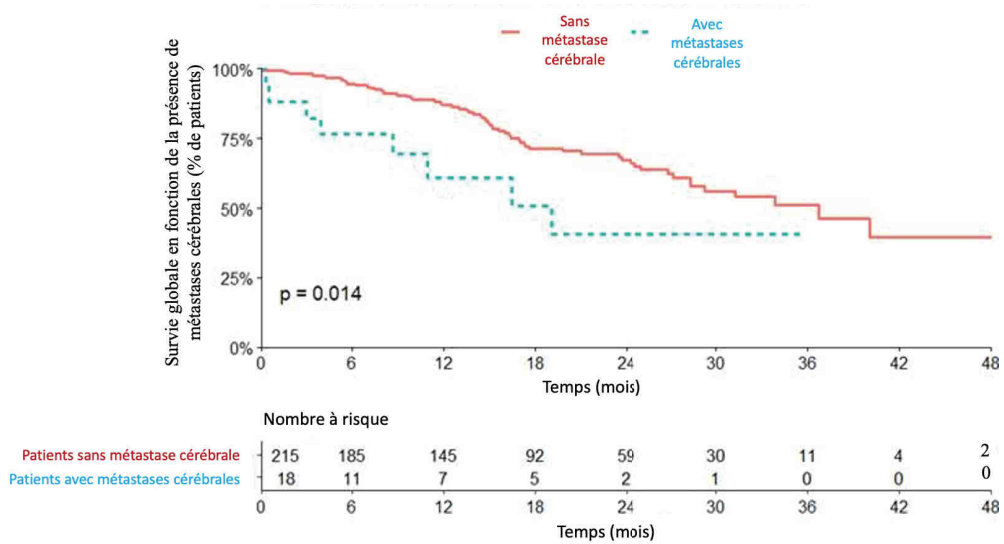 Sans
métastase
cérébrale
Avec
métastases
cérébrales
Survie globale en fonction de la présence de
métastases cérébrales (% de patients)
100%
75%
50%
25%
0%
p = 0.014
0 6 12 18 24 30 36 42 48
Temps (mois)
Nombre à risque
Patients sans métastase cérébrale 215 185 145 92 59 30 11 4 2
Patients avec métastases cérébrales 18 11 7 5 2 1 0 0 0
0 6 12 18 24 30 36 42 48
Temps (mois)